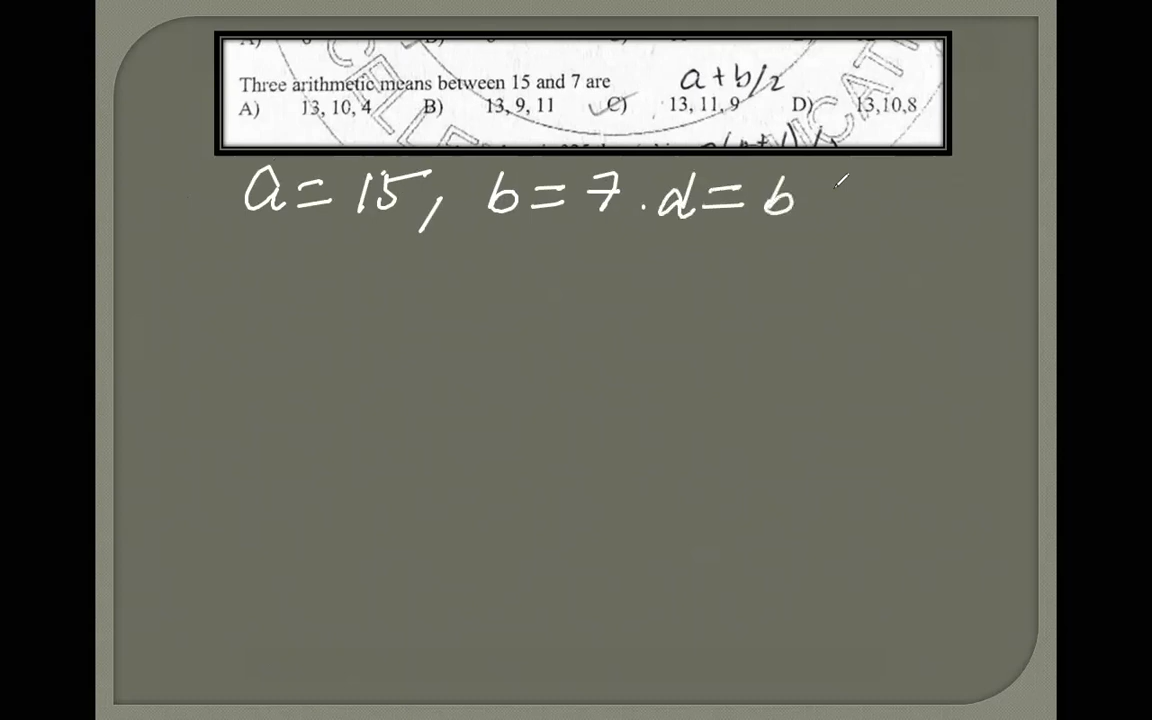 Three arithmetic means between 15 and 7 are a+b/2
A) 13, 10, 4 B) 13, 9, 11 C) 13, 11, 9 D) 13,10,8
a = 15, b = 7 . d = b